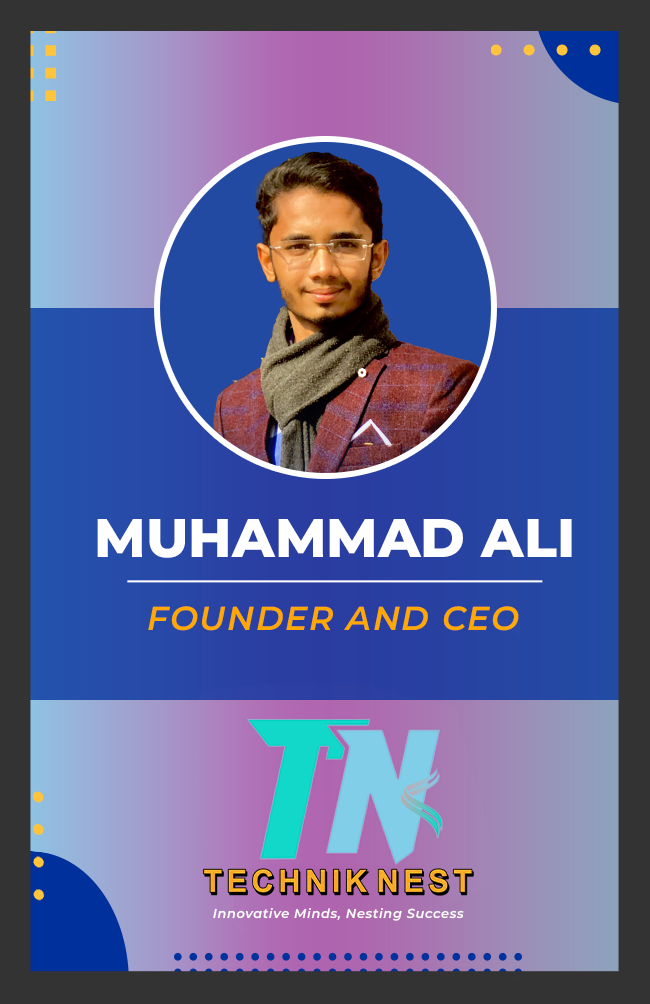 MUHAMMAD ALI
FOUNDER AND CEO
TN
TECHNIK NEST
Innovative Minds, Nesting Success